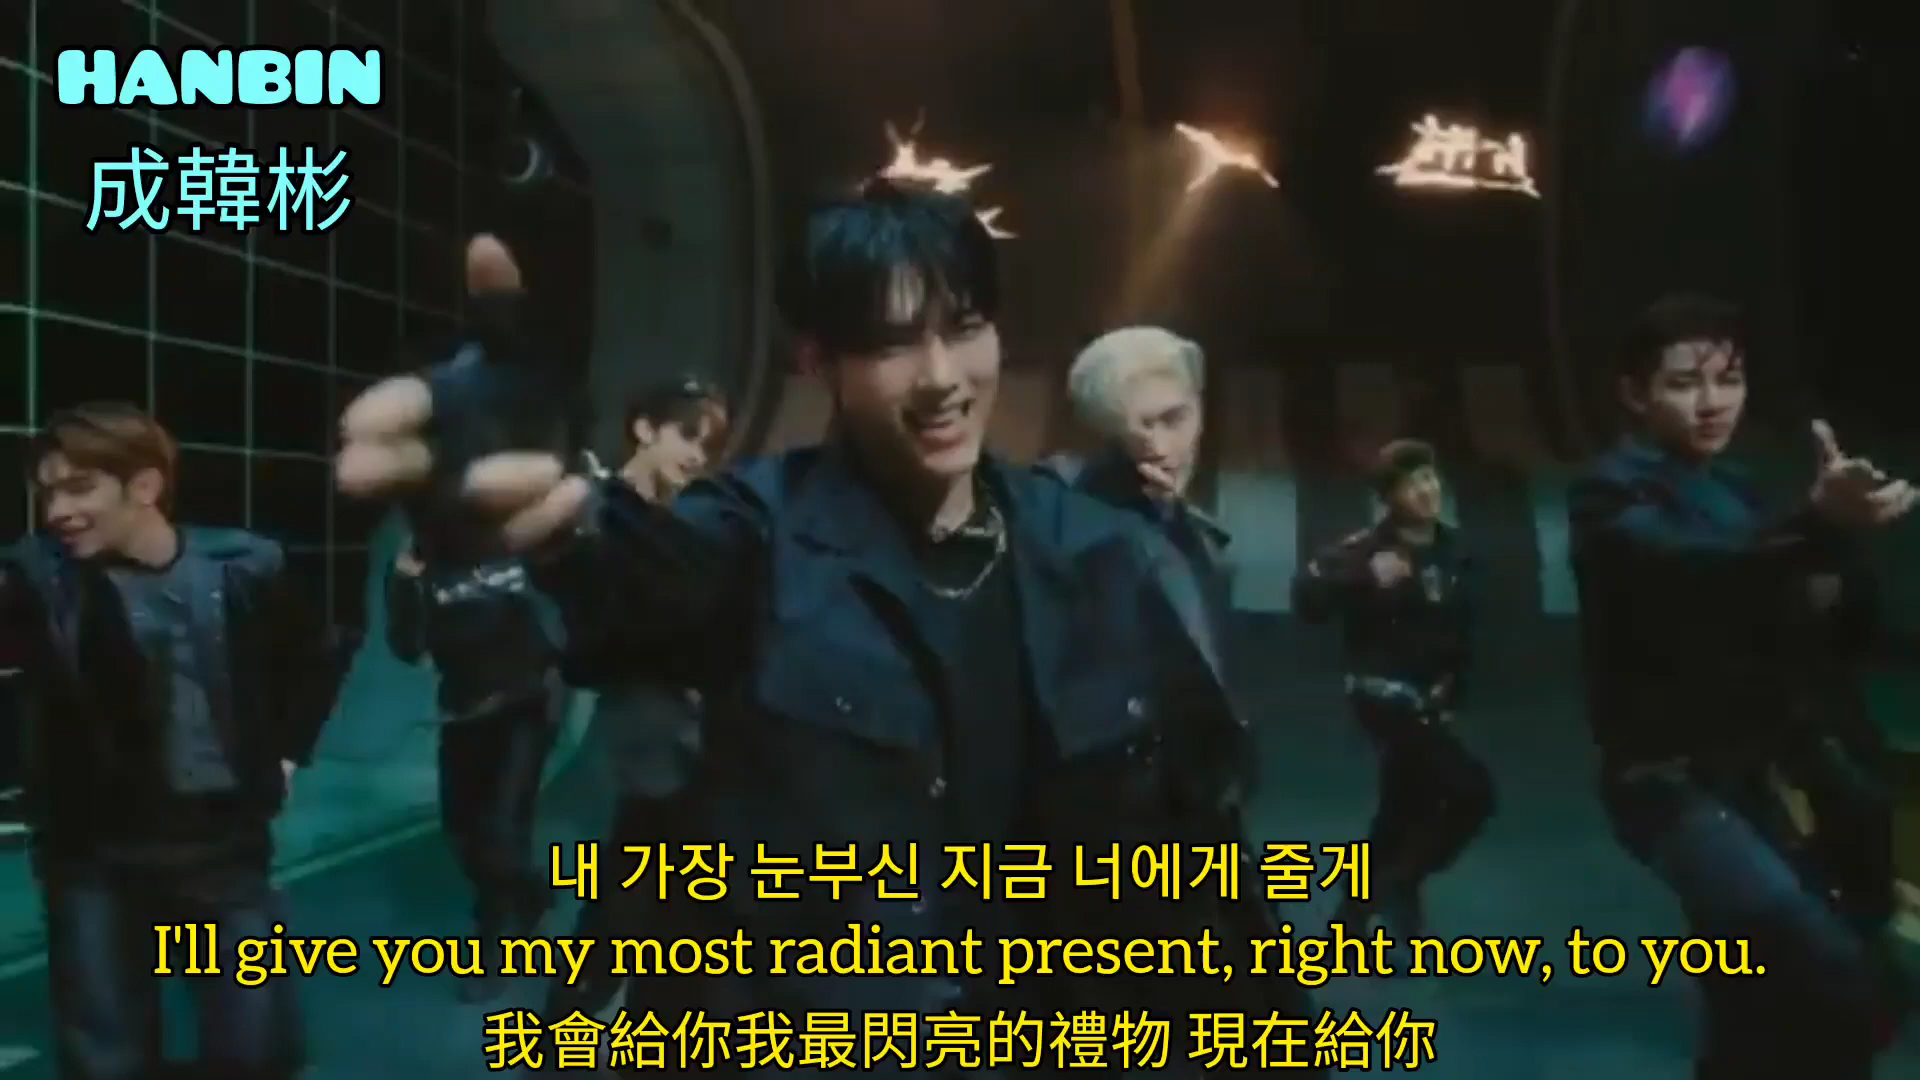 HANBIN
成韓彬
내 가장 눈부신 지금 너에게 줄게
I'll give you my most radiant present, right now, to you.
我會給你我最閃亮的禮物 現在給你